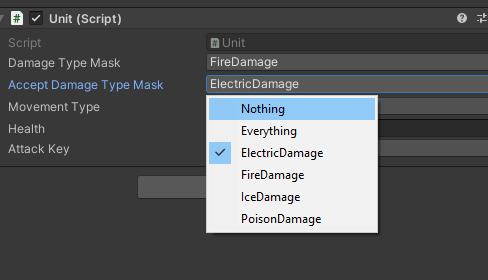 Unit (Script)
Script Unit
Damage Type Mask FireDamage
Accept Damage Type Mask ElectricDamage
Movement Type
Health
Attack Key
Nothing
Everything
ElectricDamage
FireDamage
IceDamage
PoisonDamage